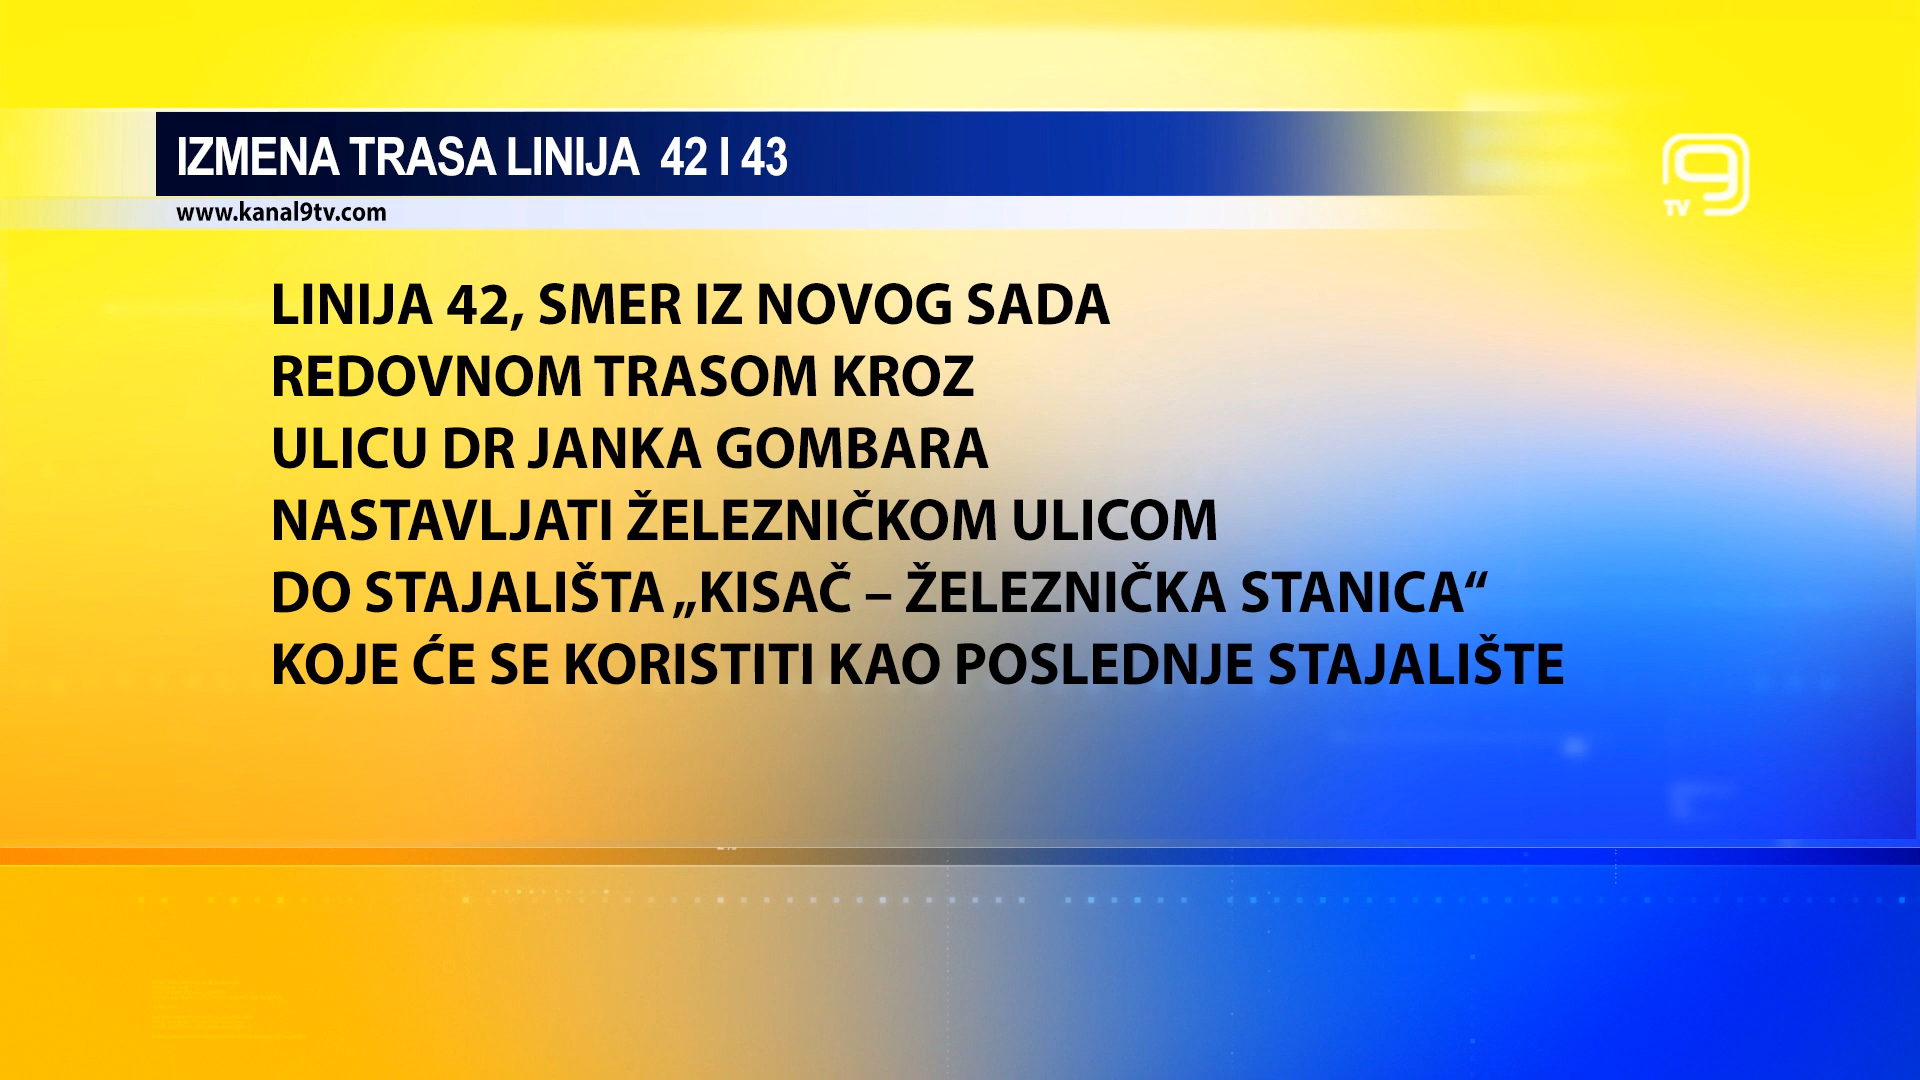 IZMENA TRASA LINIJA 42 I 43
www.kanal9tv.com
9
TV
LINIJA 42, SMER IZ NOVOG SADA
REDOVNOM TRASOM KROZ
ULICU DR JANKA GOMBARA
NASTAVLJATI ŽELEZNIČKOM ULICOM
DO STAJALIŠTA „KISAČ – ŽELEZNIČKA STANICA“
KOJE ĆE SE KORISTITI KAO POSLEDNJE STAJALIŠTE